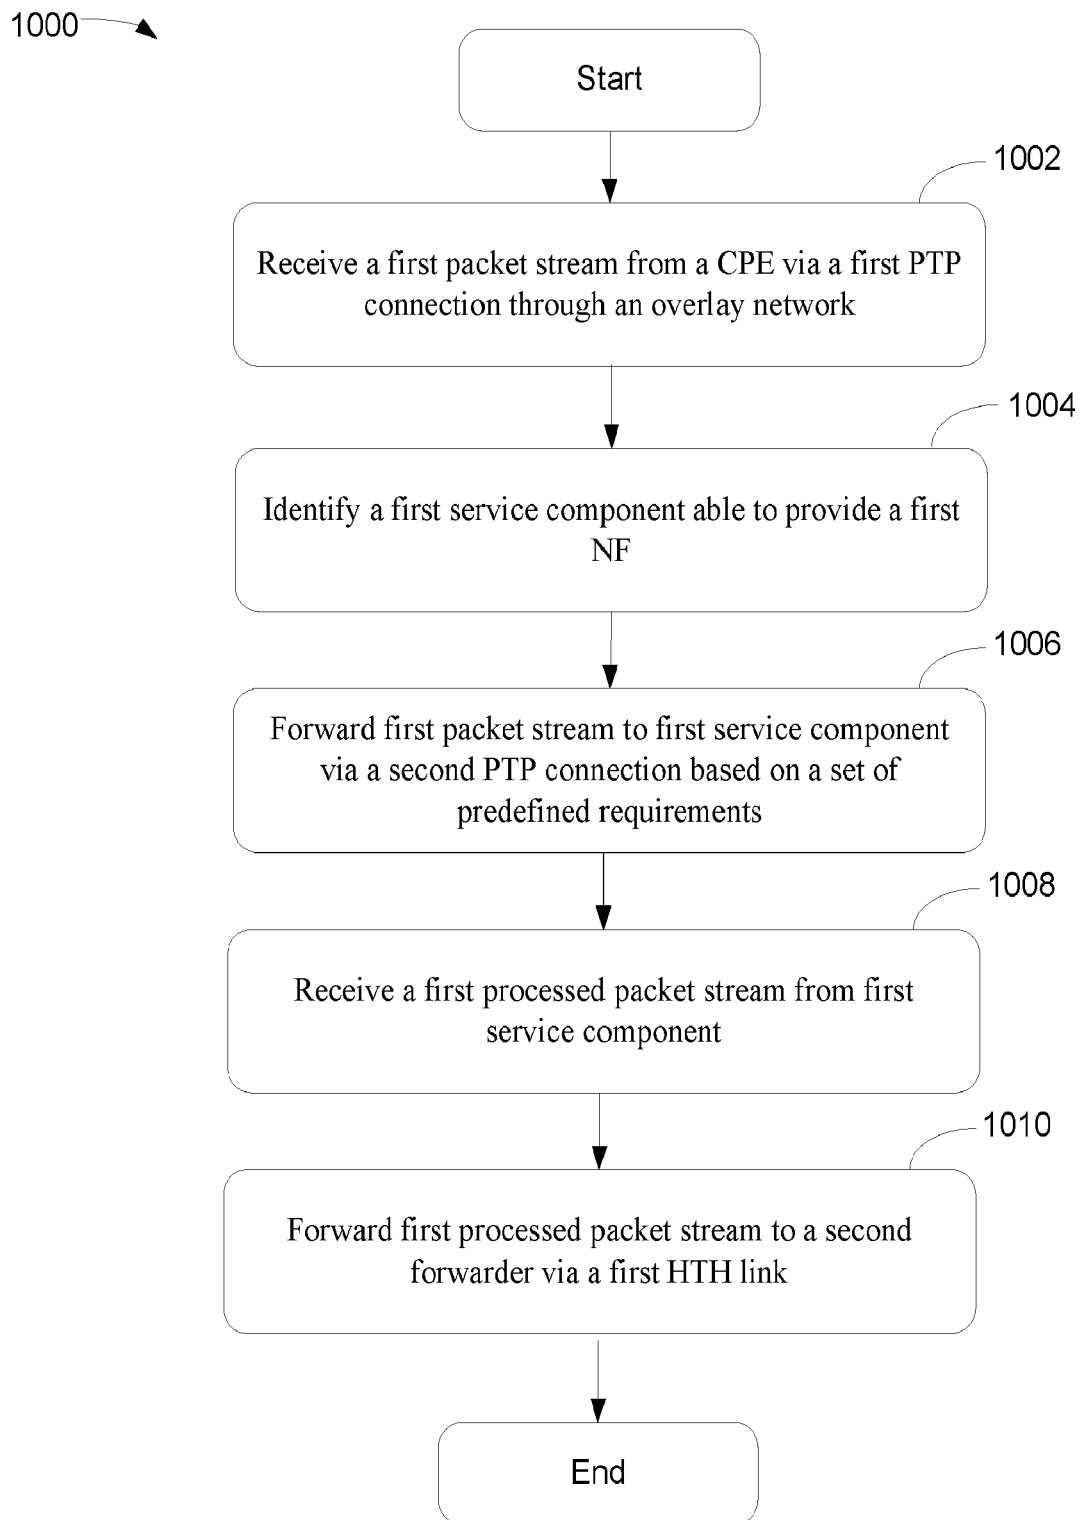 1000
Start
1002
Receive a first packet stream from a CPE via a first PTP
connection through an overlay network
1004
Identify a first service component able to provide a first
NF
1006
Forward first packet stream to first service component
via a second PTP connection based on a set of
predefined requirements
1008
Receive a first processed packet stream from first
service component
1010
Forward first processed packet stream to a second
forwarder via a first HTH link
End